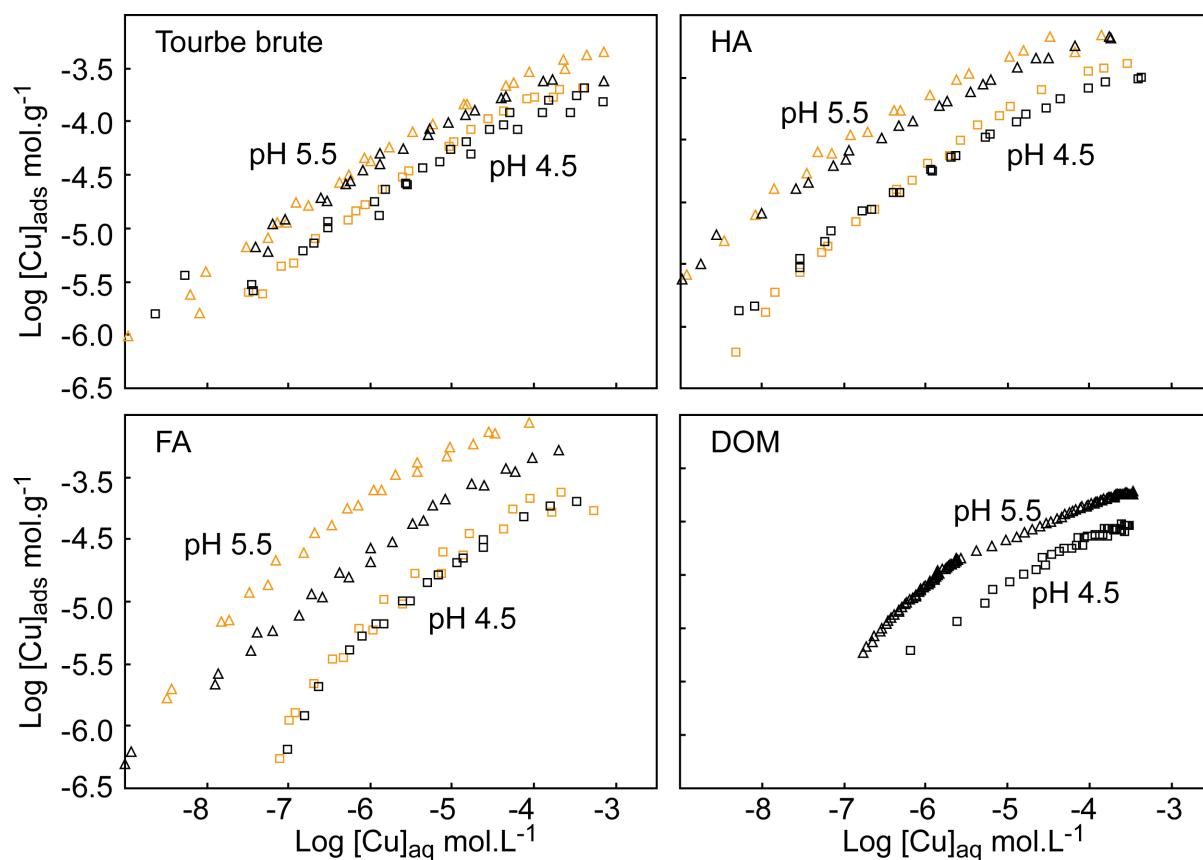 Tourbe brute
HA
-3.5
-4.0
-4.5
-5.0
-5.5
-6.0
-6.5
Log [Cu]ads mol.g-1
pH 5.5
pH 4.5
pH 5.5
pH 4.5
FA
DOM
-3.5
-4.5
-5.0
-5.5
-6.0
-6.5
Log [Cu]ads mol.g-1
pH 5.5
pH 4.5
pH 5.5
pH 4.5
-8 -7 -6 -5 -4 -3
-8 -7 -6 -5 -4 -3
Log [Cu]aq mol.L-1
Log [Cu]aq mol.L-1